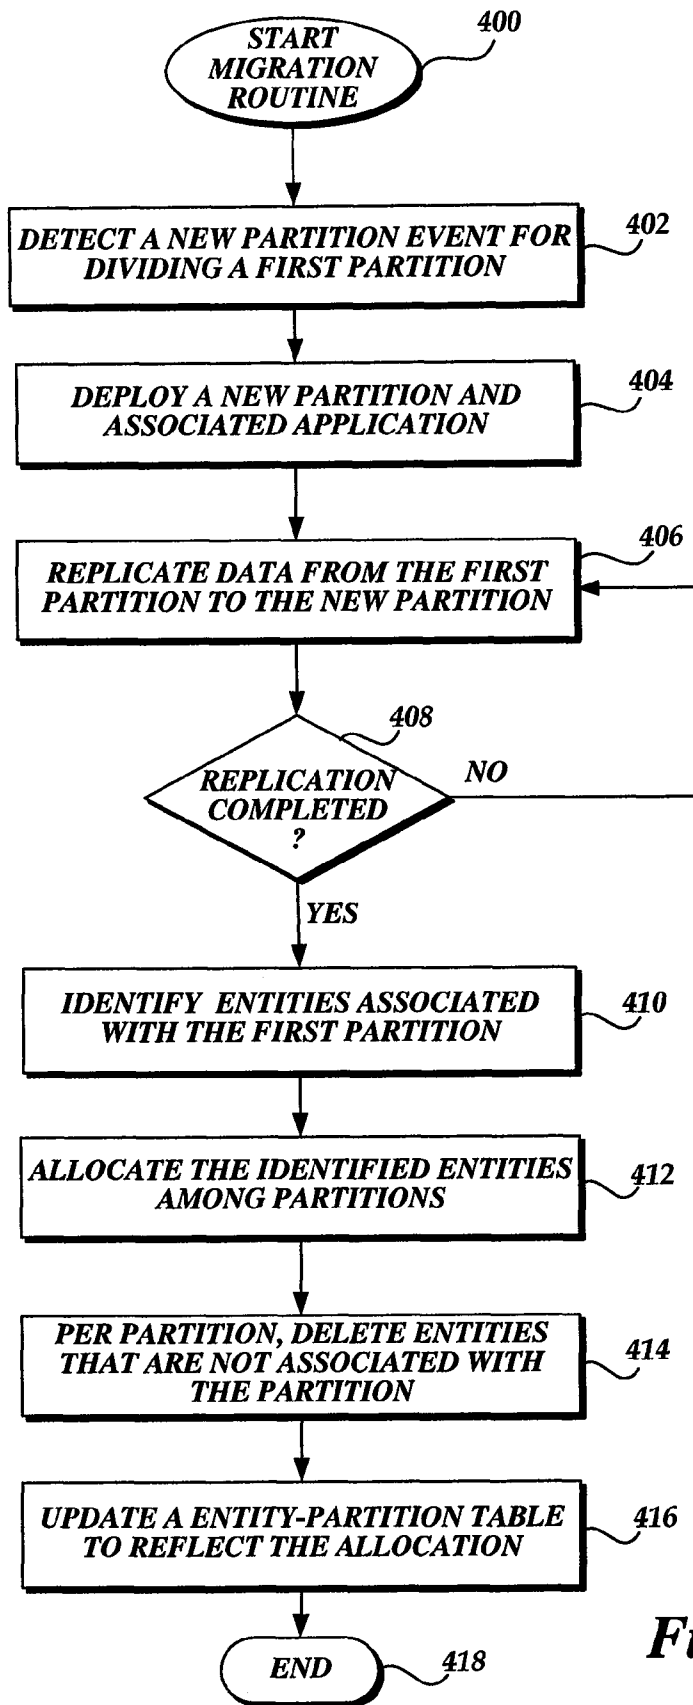 START
MIGRATION
ROUTINE
400
DETECT A NEW PARTITION EVENT FOR
DIVIDING A FIRST PARTITION
402
DEPLOY A NEW PARTITION AND
ASSOCIATED APPLICATION
404
REPLICATE DATA FROM THE FIRST
PARTITION TO THE NEW PARTITION
406
REPLICATION
COMPLETED
?
408
NO
YES
IDENTIFY ENTITIES ASSOCIATED
WITH THE FIRST PARTITION
410
ALLOCATE THE IDENTIFIED ENTITIES
AMONG PARTITIONS
412
PER PARTITION, DELETE ENTITIES
THAT ARE NOT ASSOCIATED WITH
THE PARTITION
414
UPDATE A ENTITY-PARTITION TABLE
TO REFLECT THE ALLOCATION
416
END
418